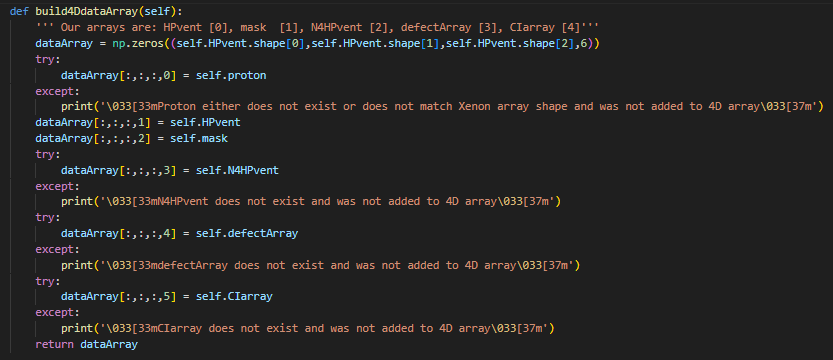 def build4DdataArray(self):
    ''' Our arrays are: HPvent [0], mask  [1], N4HPvent [2], defectArray [3], CIarray [4]'''
    dataArray = np.zeros((self.HPvent.shape[0],self.HPvent.shape[1],self.HPvent.shape[2],6))
    try:
        dataArray[:,:,:,0] = self.proton
    except:
        print('\033[33mProton either does not exist or does not match Xenon array shape and was not added to 4D array\033[37m')
    dataArray[:,:,:,1] = self.HPvent
    dataArray[:,:,:,2] = self.mask
    try:
        dataArray[:,:,:,3] = self.N4HPvent
    except:
        print('\033[33mN4HPvent does not exist and was not added to 4D array\033[37m')
    try:
        dataArray[:,:,:,4] = self.defectArray
    except:
        print('\033[33mdefectArray does not exist and was not added to 4D array\033[37m')
    try:
        dataArray[:,:,:,5] = self.CIarray
    except:
        print('\033[33mCIarray does not exist and was not added to 4D array\033[37m')
    return dataArray